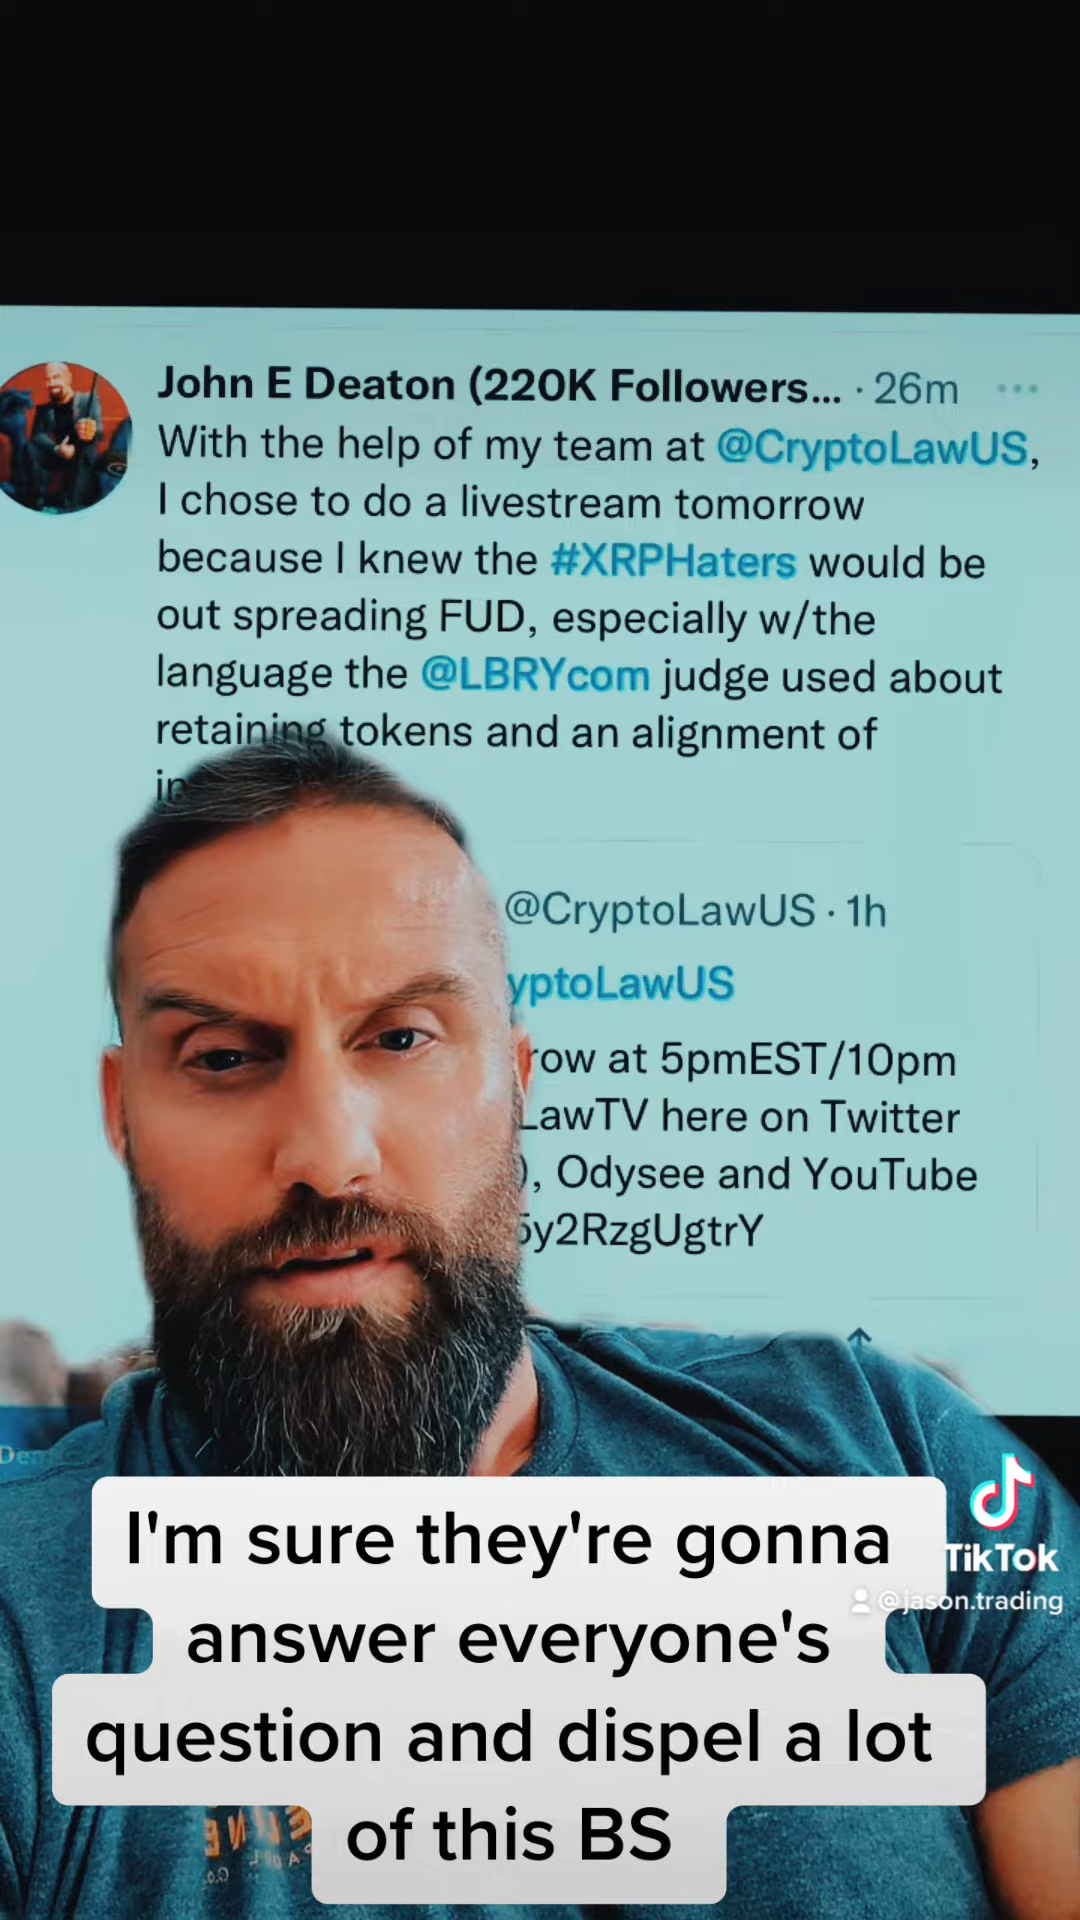 John E Deaton (220K Followers... · 26m
With the help of my team at @CryptoLawUS,
I chose to do a livestream tomorrow
because I knew the #XRPHaters would be
out spreading FUD, especially w/the
language the @LBRYcom judge used about
retaining tokens and an alignment of
@CryptoLawUS · 1h
yptoLawUS
row at 5pmEST/10pm
LawTV here on Twitter
), Odysee and YouTube
5y2RzgUgtrY
I'm sure they're gonna
answer everyone's
question and dispel a lot
of this BS
TikTok
@jason.trading